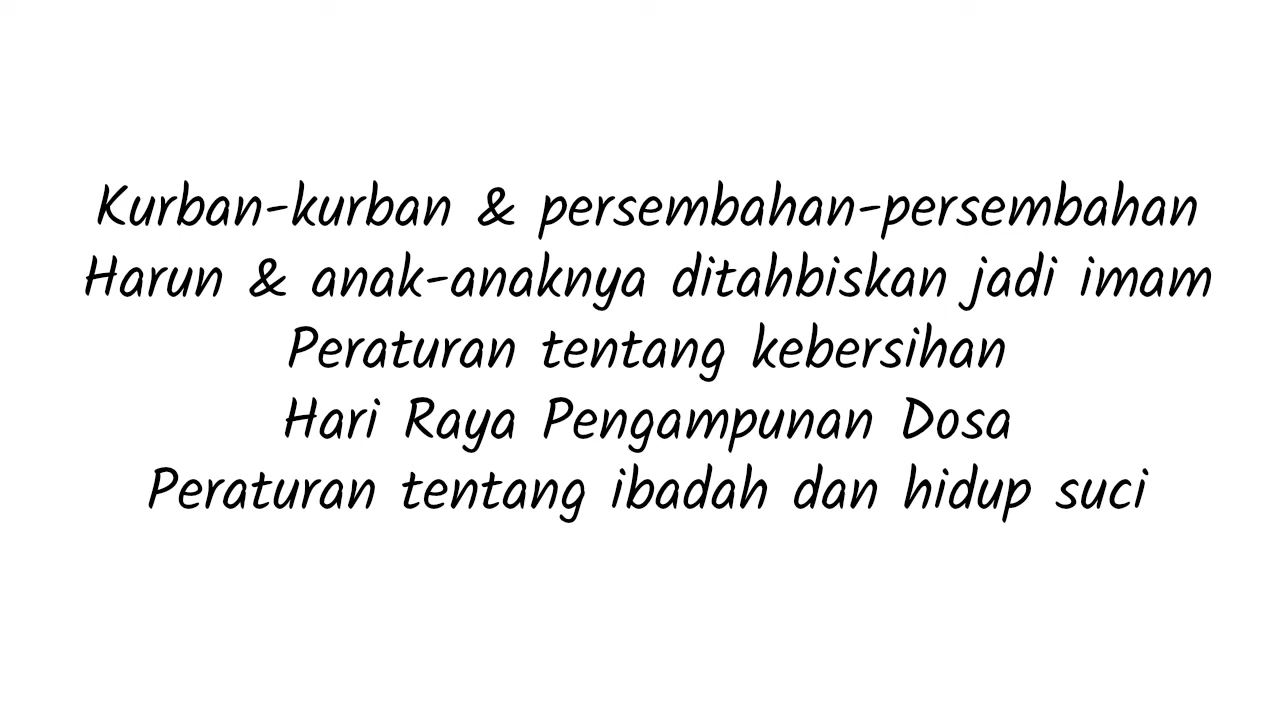 Kurban-kurban & persembahan-persembahan
Harun & anak-anaknya ditahbiskan jadi imam
Peraturan tentang kebersihan
Hari Raya Pengampunan Dosa
Peraturan tentang ibadah dan hidup suci